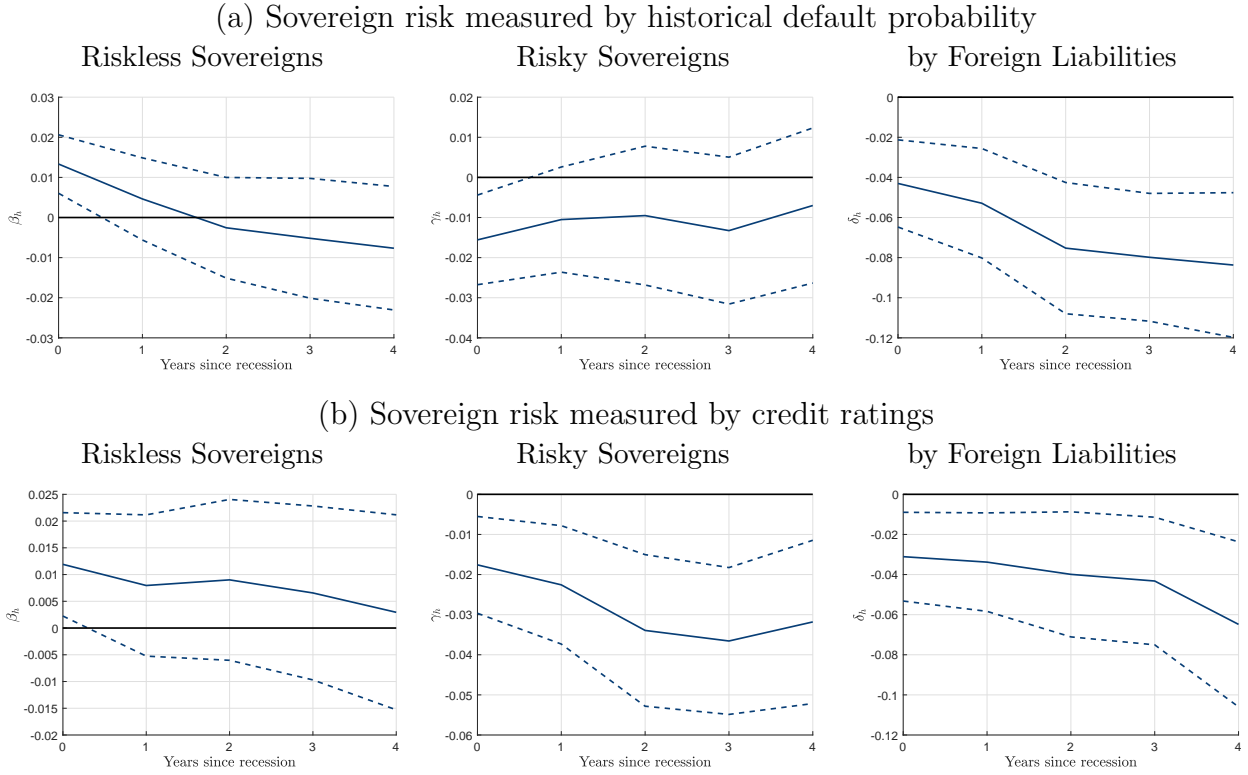 (a) Sovereign risk measured by historical default probability
Riskless Sovereigns
Risky Sovereigns
by Foreign Liabilities
0.03
0.02
0.01
0
-0.01
-0.02
-0.03
βh
0 1 2 3 4
Years since recession
0.02
0.01
0
-0.01
-0.02
-0.03
-0.04
γh
0 1 2 3 4
Years since recession
0
-0.02
-0.04
-0.06
-0.08
-0.1
-0.12
δh
0 1 2 3 4
Years since recession
(b) Sovereign risk measured by credit ratings
Riskless Sovereigns
Risky Sovereigns
by Foreign Liabilities
0.025
0.02
0.015
0.01
0.005
0
-0.005
-0.01
-0.015
-0.02
βh
0 1 2 3 4
Years since recession
0
-0.01
-0.02
-0.03
-0.04
-0.05
-0.06
γh
0 1 2 3 4
Years since recession
0
-0.02
-0.04
-0.06
-0.08
-0.1
-0.12
δh
0 1 2 3 4
Years since recession